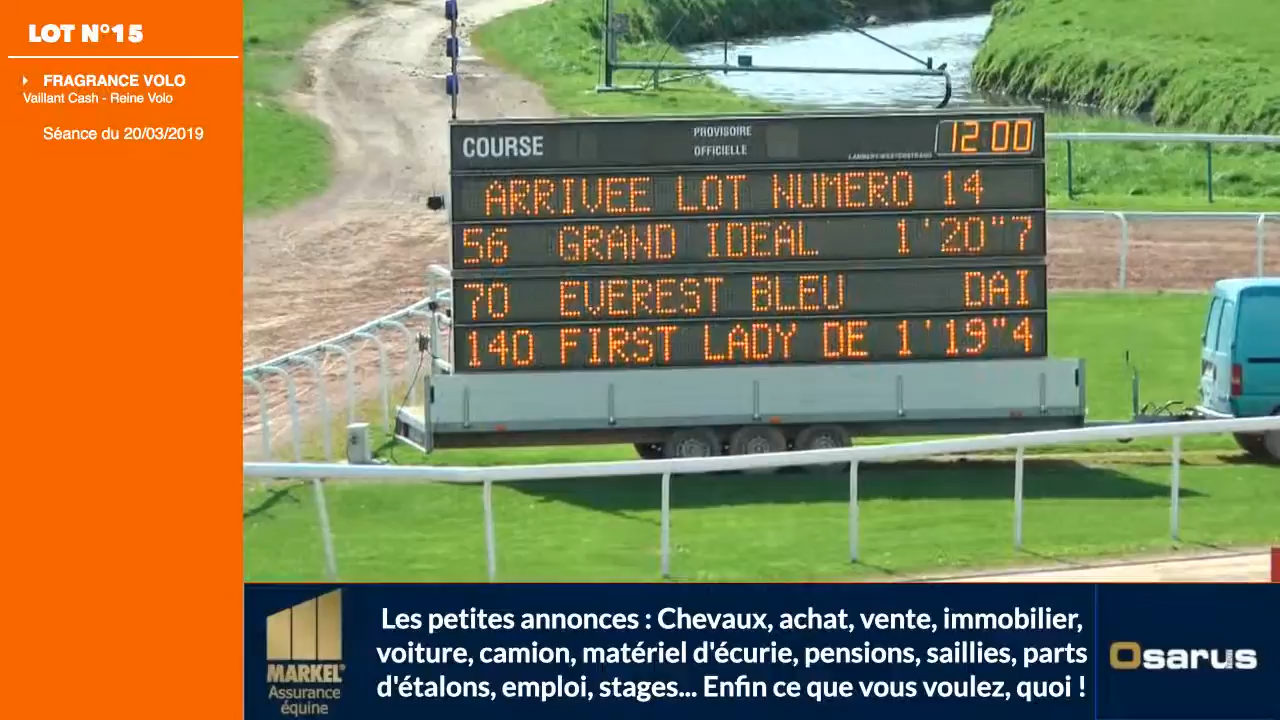 LOT N°15
FRAGRANCE VOLO
Vaillant Cash - Reine Volo
Séance du 20/03/2019
COURSE
PROVISOIRE
OFFICIELLE
12:00
ARRIVEE LOT NUMERO 14
56 GRAND IDEAL 1'20"7
70 EVEREST BLEU DAI
140 FIRST LADY DE 1'19"4
MARKEL
Assurance
équine
Les petites annonces : Chevaux, achat, vente, immobilier,
voiture, camion, matériel d'écurie, pensions, saillies, parts
d'étalons, emploi, stages... Enfin ce que vous voulez, quoi !
Osarus